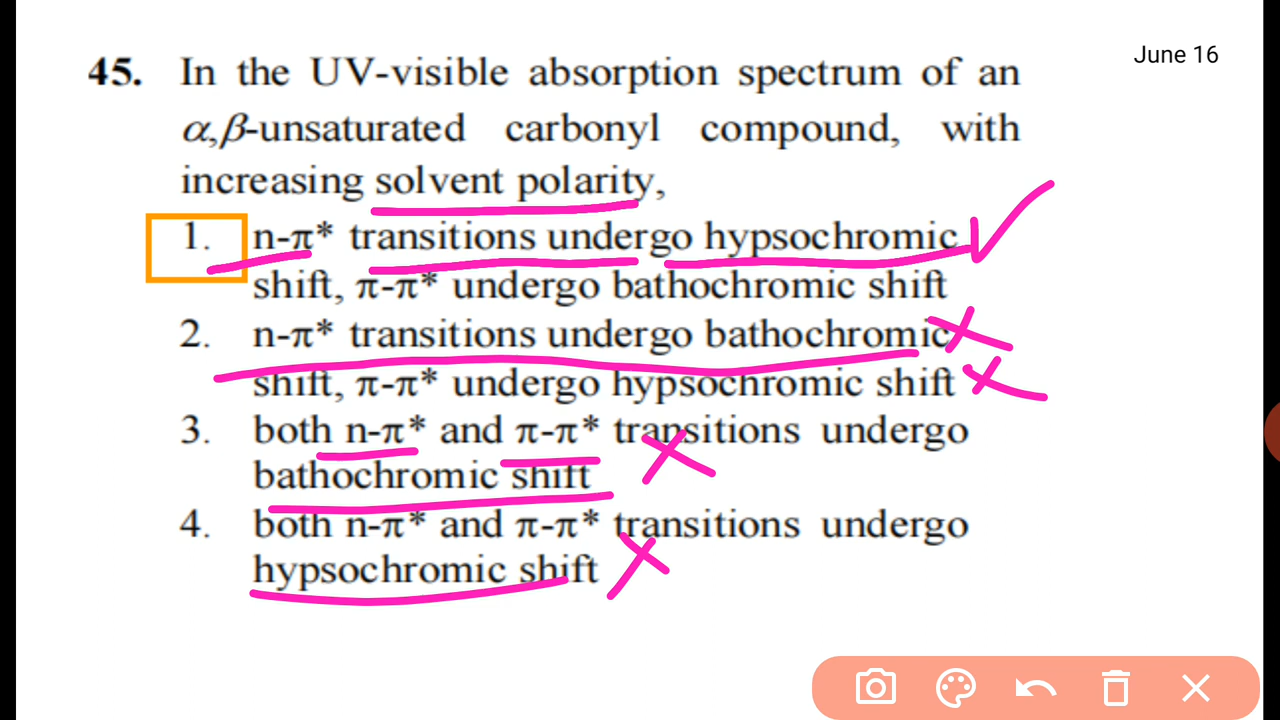 June 16
45. In the UV-visible absorption spectrum of an
α,β-unsaturated carbonyl compound, with
increasing solvent polarity,
1. n-π* transitions undergo hypsochromic
shift, π-π* undergo bathochromic shift
2. n-π* transitions undergo bathochromic
shift, π-π* undergo hypsochromic shift
3. both n-π* and π-π* transitions undergo
bathochromic shift
4. both n-π* and π-π* transitions undergo
hypsochromic shift